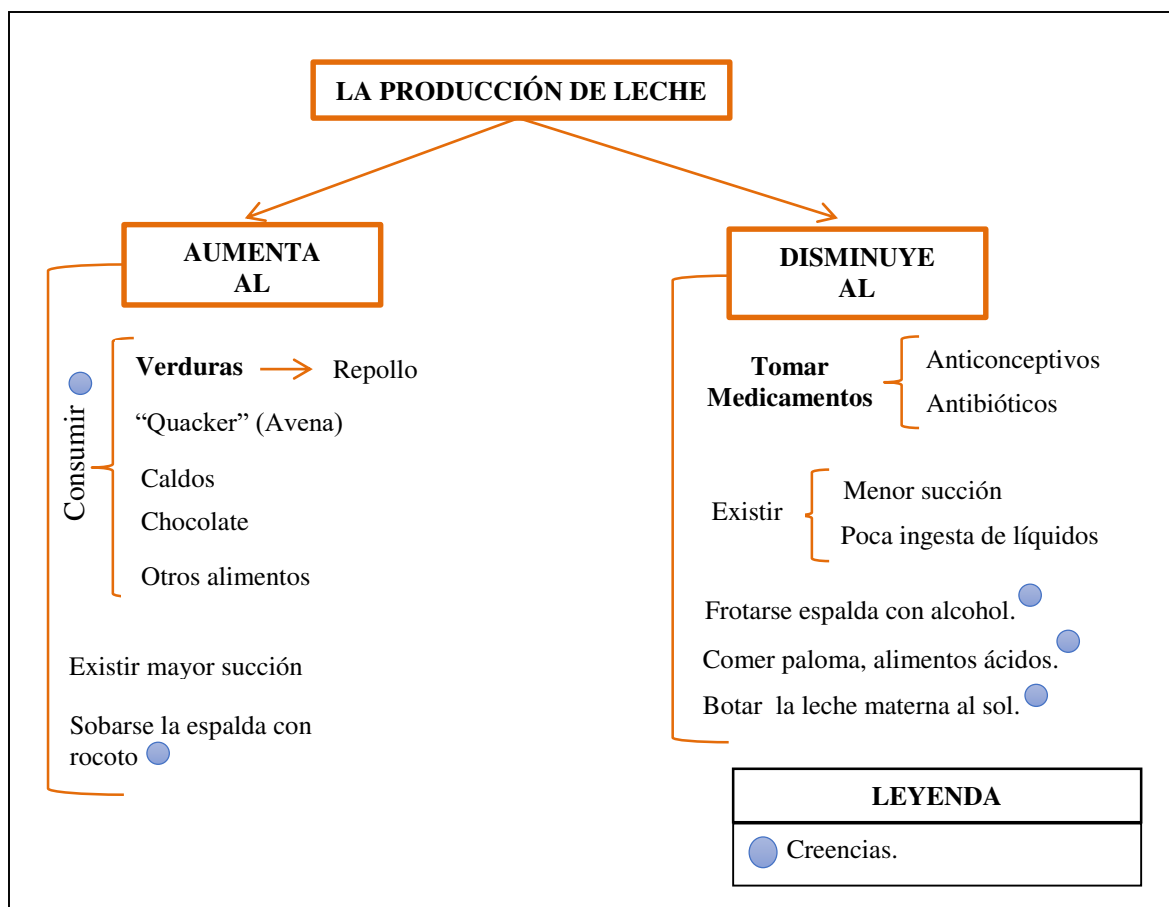 LA PRODUCCIÓN DE LECHE
AUMENTA
AL
Consumir
Verduras
Repollo
“Quacker” (Avena)
Caldos
Chocolate
Otros alimentos
Existir mayor succión
Sobarse la espalda con
rocoto
DISMINUYE
AL
Tomar
Medicamentos
Anticonceptivos
Antibióticos
Existir
Menor succión
Poca ingesta de líquidos
Frotarse espalda con alcohol.
Comer paloma, alimentos ácidos.
Botar la leche materna al sol.
LEYENDA
Creencias.